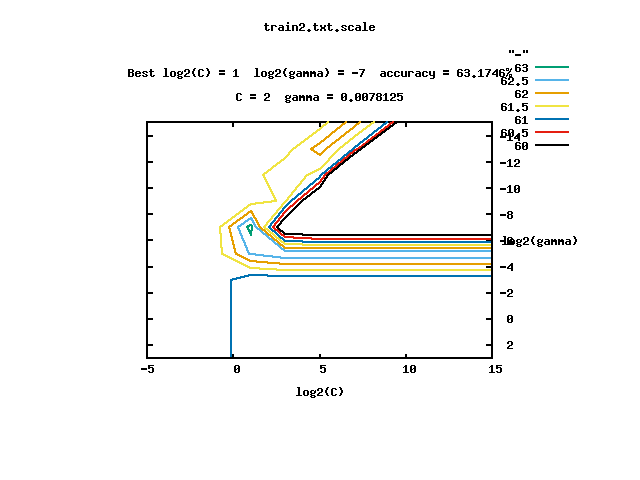 train2.txt.scale
"-"
Best log2(C) = 1  log2(gamma) = -7  accuracy = 63.1746%
63
62.5
62
61.5
61
60.5
60
C = 2  gamma = 0.0078125
-14
-12
-10
-8
-6
log2(gamma)
-4
-2
0
2
-5 0 5 10 15
log2(C)